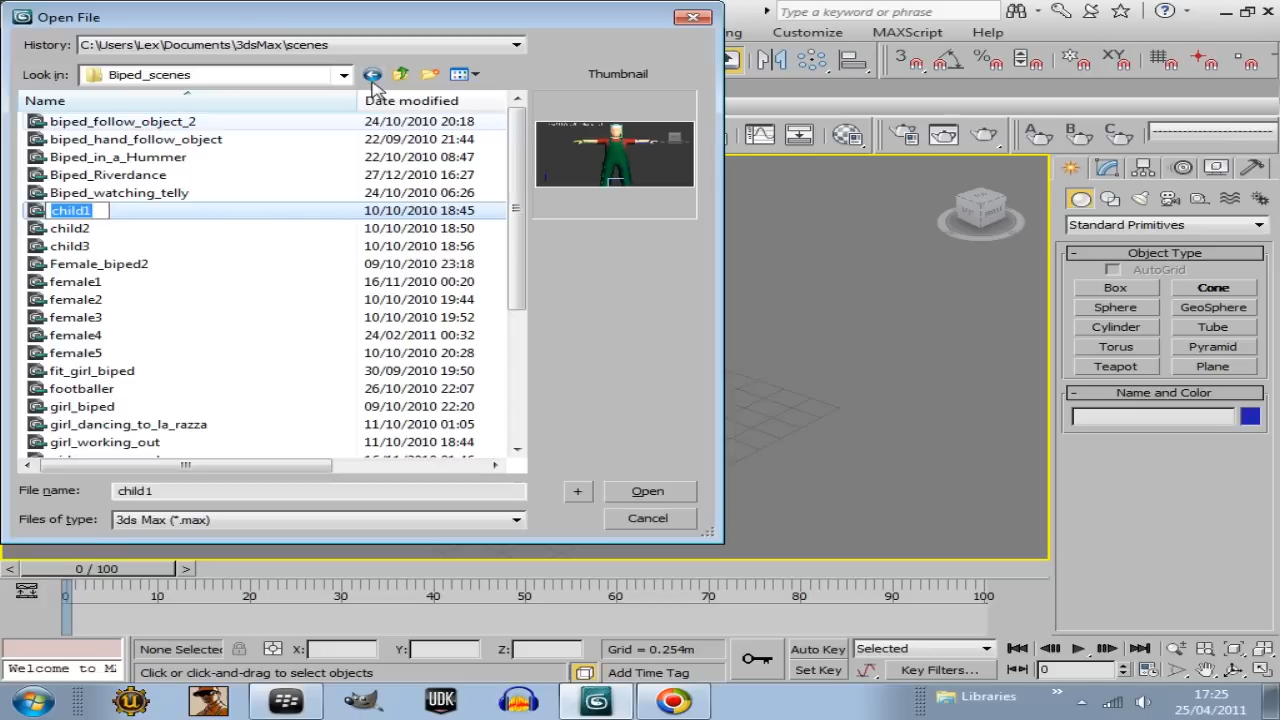 Open File
Type a keyword or phrase
History: C:\Users\Lex\Documents\3dsMax\scenes
Customize MAXScript Help
Look in: Biped_scenes
Thumbnail
Name Date modified
biped_follow_object_2 24/10/2010 20:18
biped_hand_follow_object 22/09/2010 21:44
Biped_in_a_Hummer 22/10/2010 08:47
Biped_Riverdance 27/12/2010 16:27
Biped_watching_telly 24/10/2010 06:26
child1 10/10/2010 18:45
child2 10/10/2010 18:50
child3 10/10/2010 18:56
Female_biped2 09/10/2010 23:18
female1 16/11/2010 00:20
female2 10/10/2010 19:44
female3 10/10/2010 19:52
female4 24/02/2011 00:32
female5 10/10/2010 20:28
fit_girl_biped 30/09/2010 19:50
footballer 26/10/2010 22:07
girl_biped 09/10/2010 22:20
girl_dancing_to_la_razza 11/10/2010 01:05
girl_working_out 11/10/2010 18:44
File name: child1
+ Open
Files of type: 3ds Max (*.max)
Cancel
Standard Primitives
- Object Type
AutoGrid
Box Cone
Sphere GeoSphere
Cylinder Tube
Torus Pyramid
Teapot Plane
- Name and Color
< 0 / 100 >
0 10 20 30 40 50 60 70 80 90 100
None Selected X: Y: Z: Grid = 0.254m Auto Key Selected
Welcome to M Click or click-and-drag to select objects Add Time Tag Set Key Key Filters... 0
UDK
Libraries
»
17:25
25/04/2011